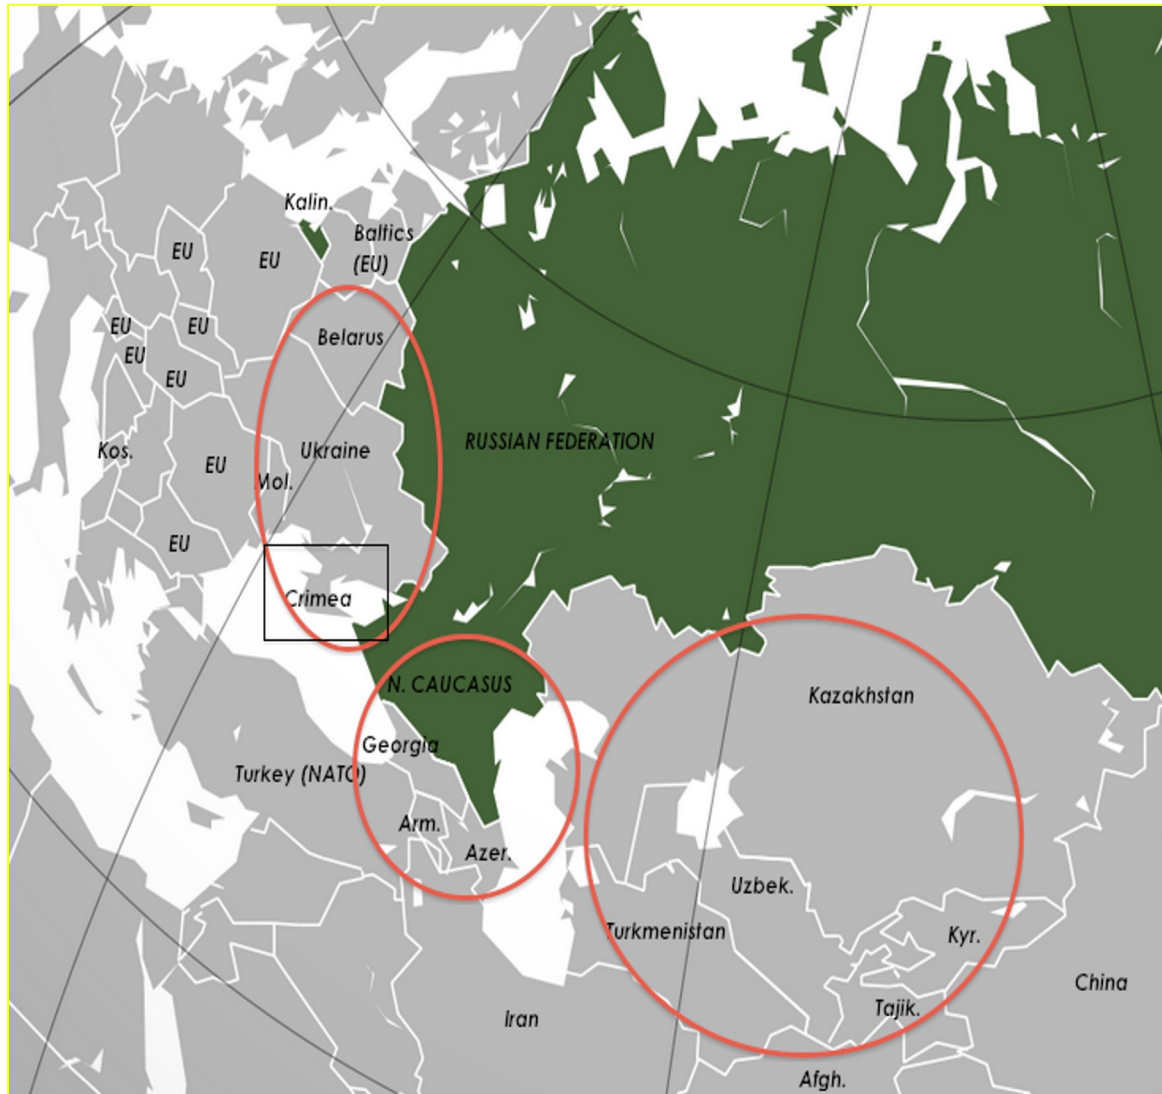 Kalin.
Baltics
(EU)
EU
EU
EU
EU
Belarus
EU
EU
RUSSIAN FEDERATION
Kos.
Ukraine
EU
Mol.
EU
Crimea
N. CAUCASUS
Kazakhstan
Georgia
Turkey (NATO)
Arm.
Azer.
Uzbek.
Turkmenistan
Kyr.
China
Tajik.
Iran
Afgh.